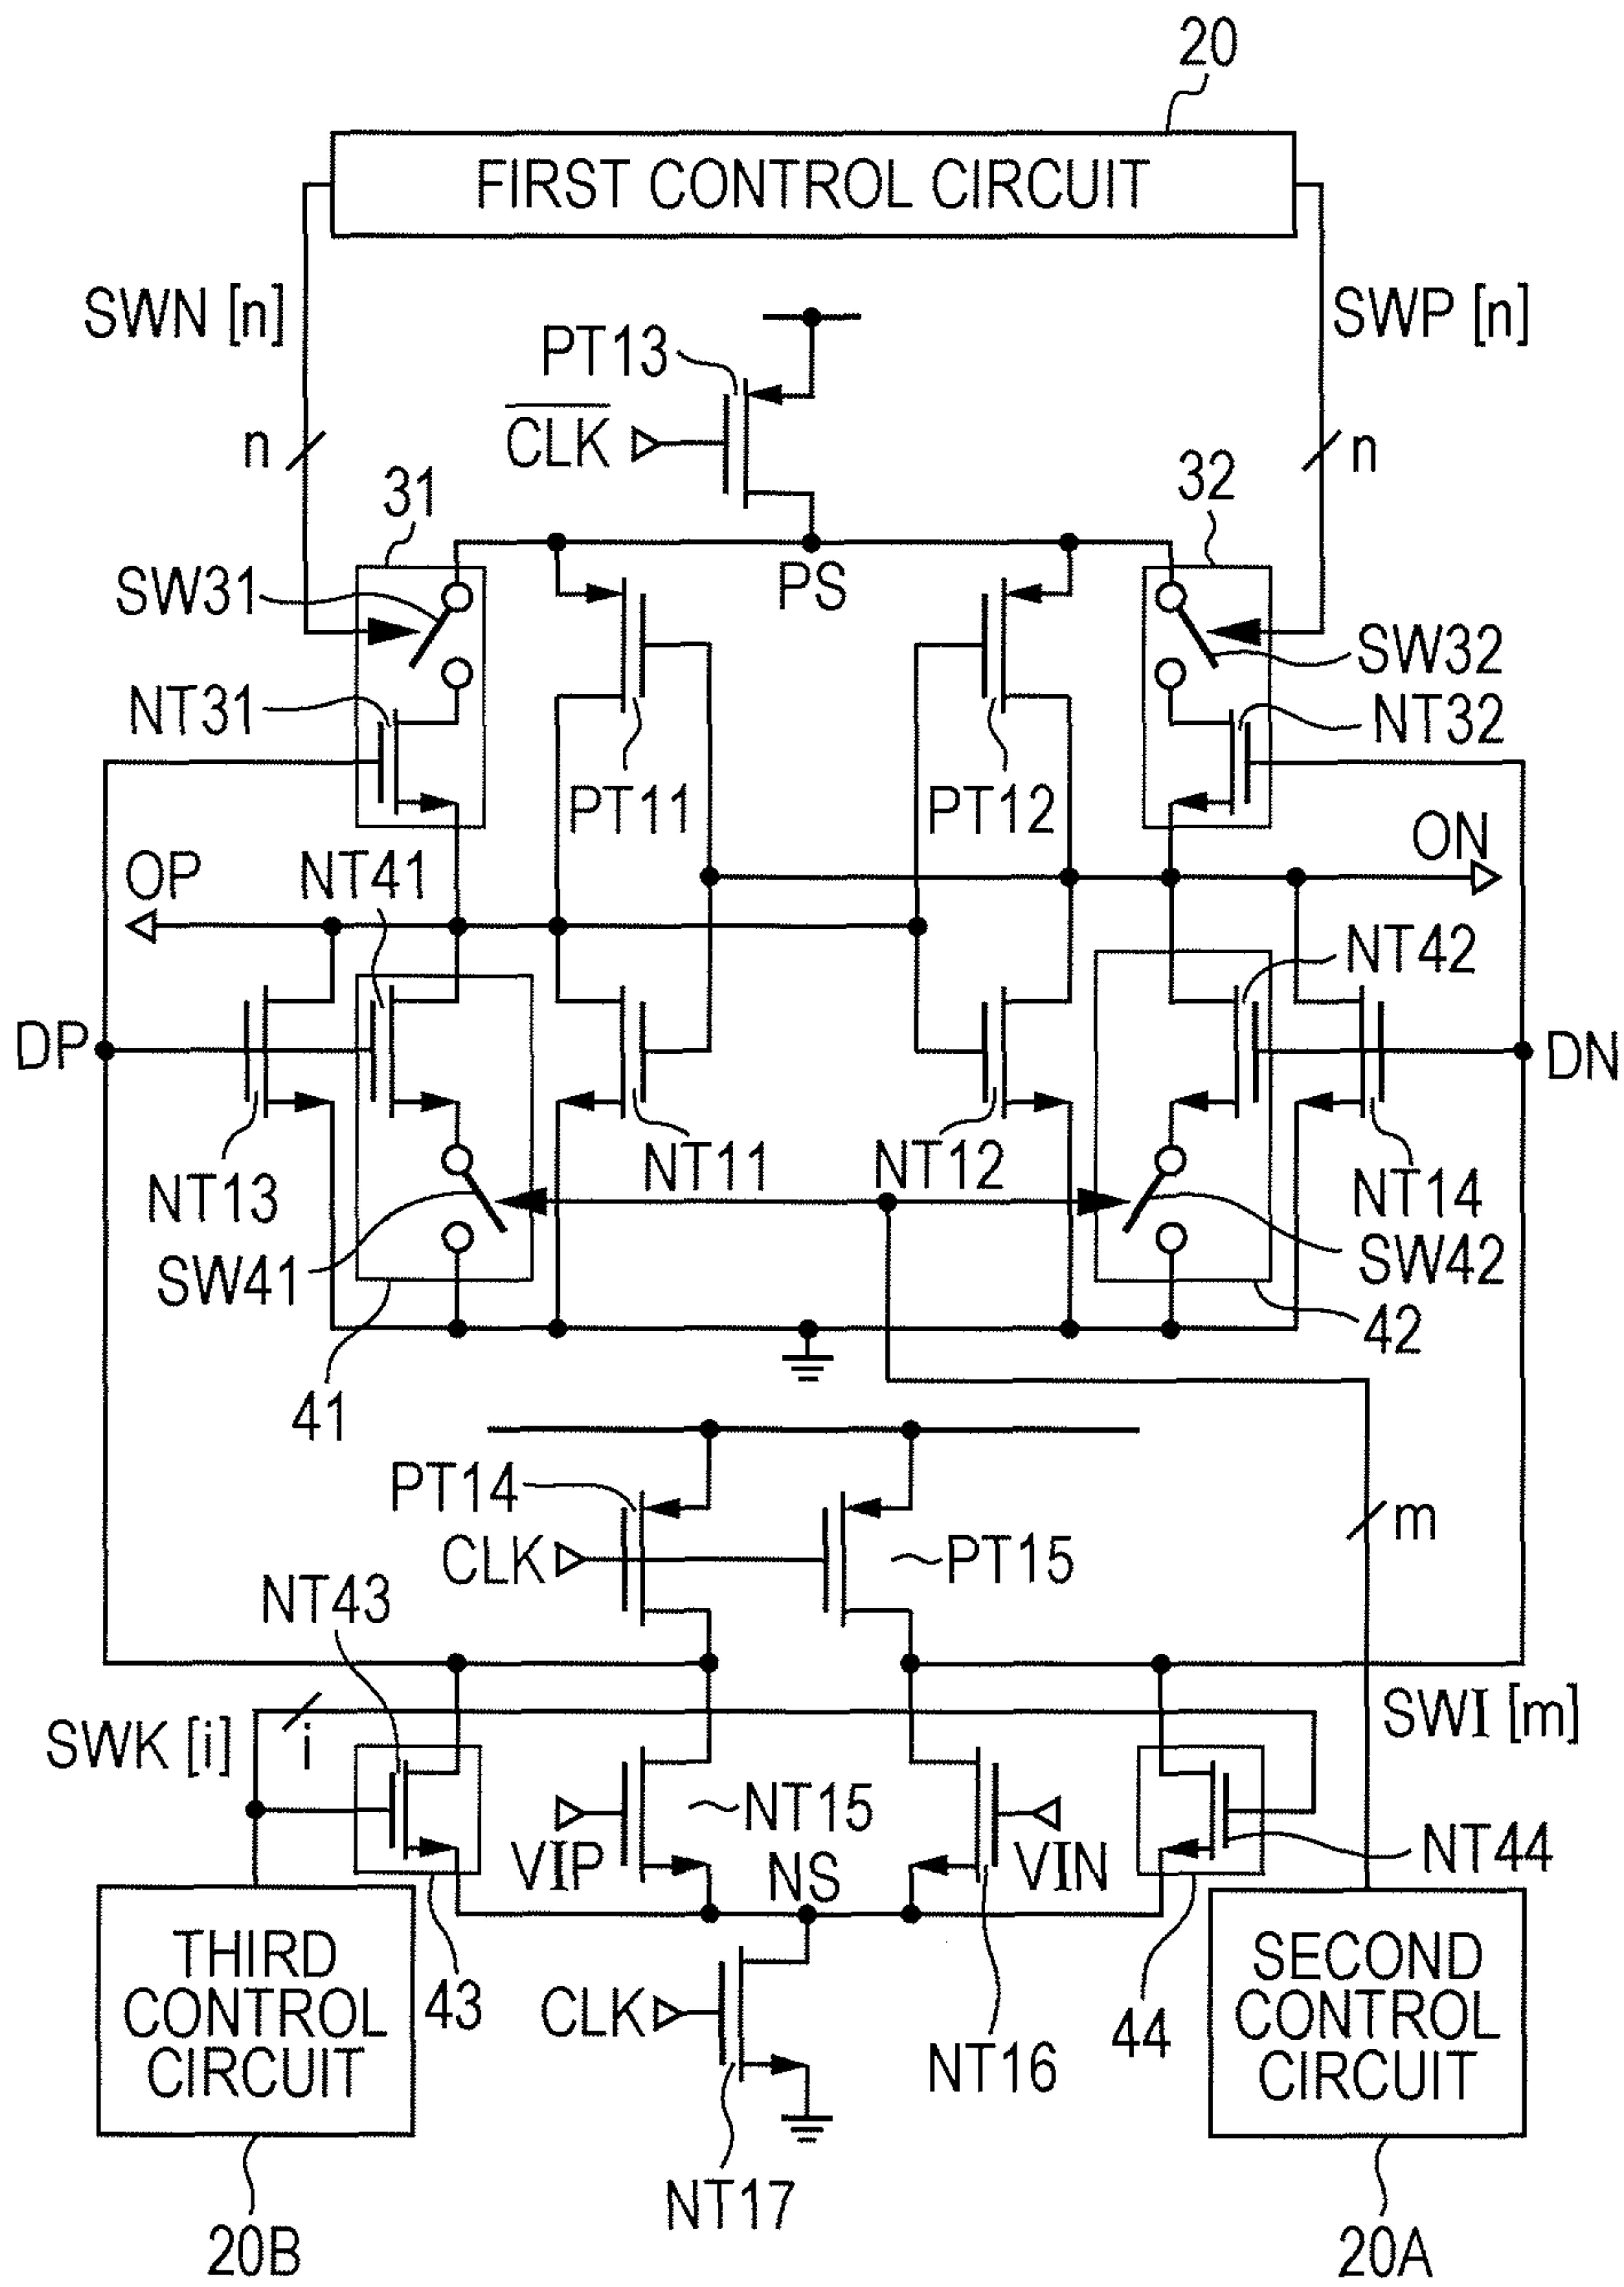 20
FIRST CONTROL CIRCUIT
SWN [n]
SWP [n]
PT13
CLK
n
n
31
32
PS
SW31
SW32
NT31
NT32
PT11
PT12
OP
NT41
ON
NT42
DP
DN
NT13
NT11
NT12
NT14
SW41
SW42
41
42
PT14
CLK
PT15
m
NT43
SWK [i]
i
SWI [m]
VIP
NT15
NS
VIN
NT44
THIRD
CONTROL
CIRCUIT
43
CLK
NT16
44
SECOND
CONTROL
CIRCUIT
NT17
20B
20A